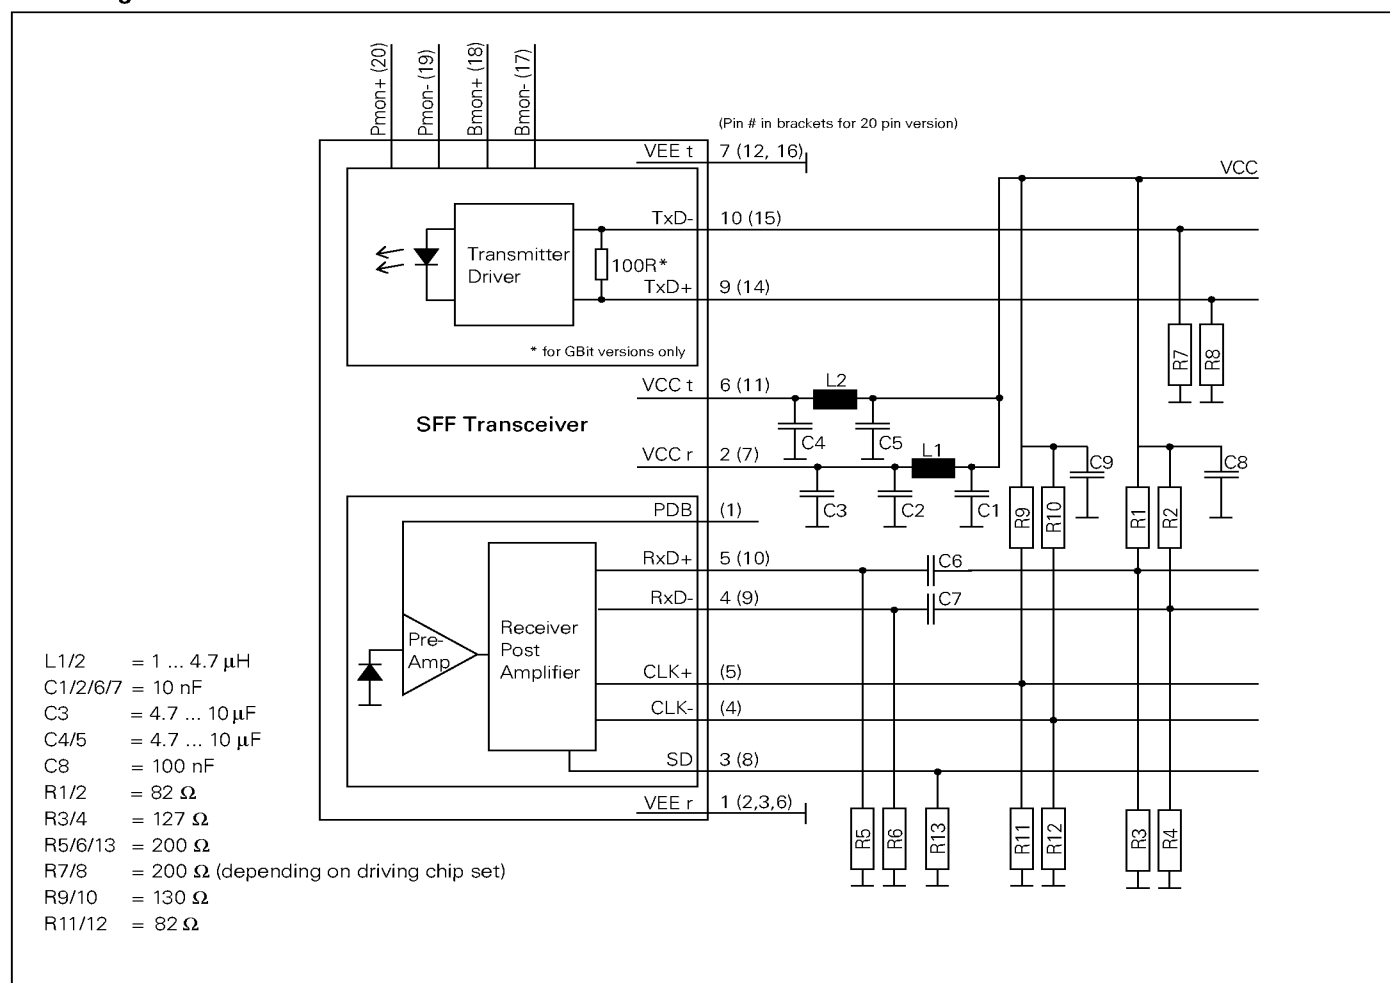 Pmon+ (20)
Pmon- (19)
Bmon+ (18)
Bmon- (17)
(Pin # in brackets for 20 pin version)
VEE t 7 (12, 16)
VCC
TxD- 10 (15)
Transmitter
Driver
100R*
TxD+ 9 (14)
* for GBit versions only
R7
R8
VCC t 6 (11)
L2
C4
C5
SFF Transceiver
VCC r 2 (7)
L1
C3
C2
C1
C9
C8
R9
R10
R1
R2
PDB (1)
RxD+ 5 (10)
C6
RxD- 4 (9)
C7
Pre-
Amp
Receiver
Post
Amplifier
CLK+ (5)
CLK- (4)
SD 3 (8)
VEE r 1 (2,3,6)
R5
R6
R13
R11
R12
R3
R4
L1/2 = 1 ... 4.7 µH
C1/2/6/7 = 10 nF
C3 = 4.7 ... 10 µF
C4/5 = 4.7 ... 10 µF
C8 = 100 nF
R1/2 = 82 Ω
R3/4 = 127 Ω
R5/6/13 = 200 Ω
R7/8 = 200 Ω (depending on driving chip set)
R9/10 = 130 Ω
R11/12 = 82 Ω